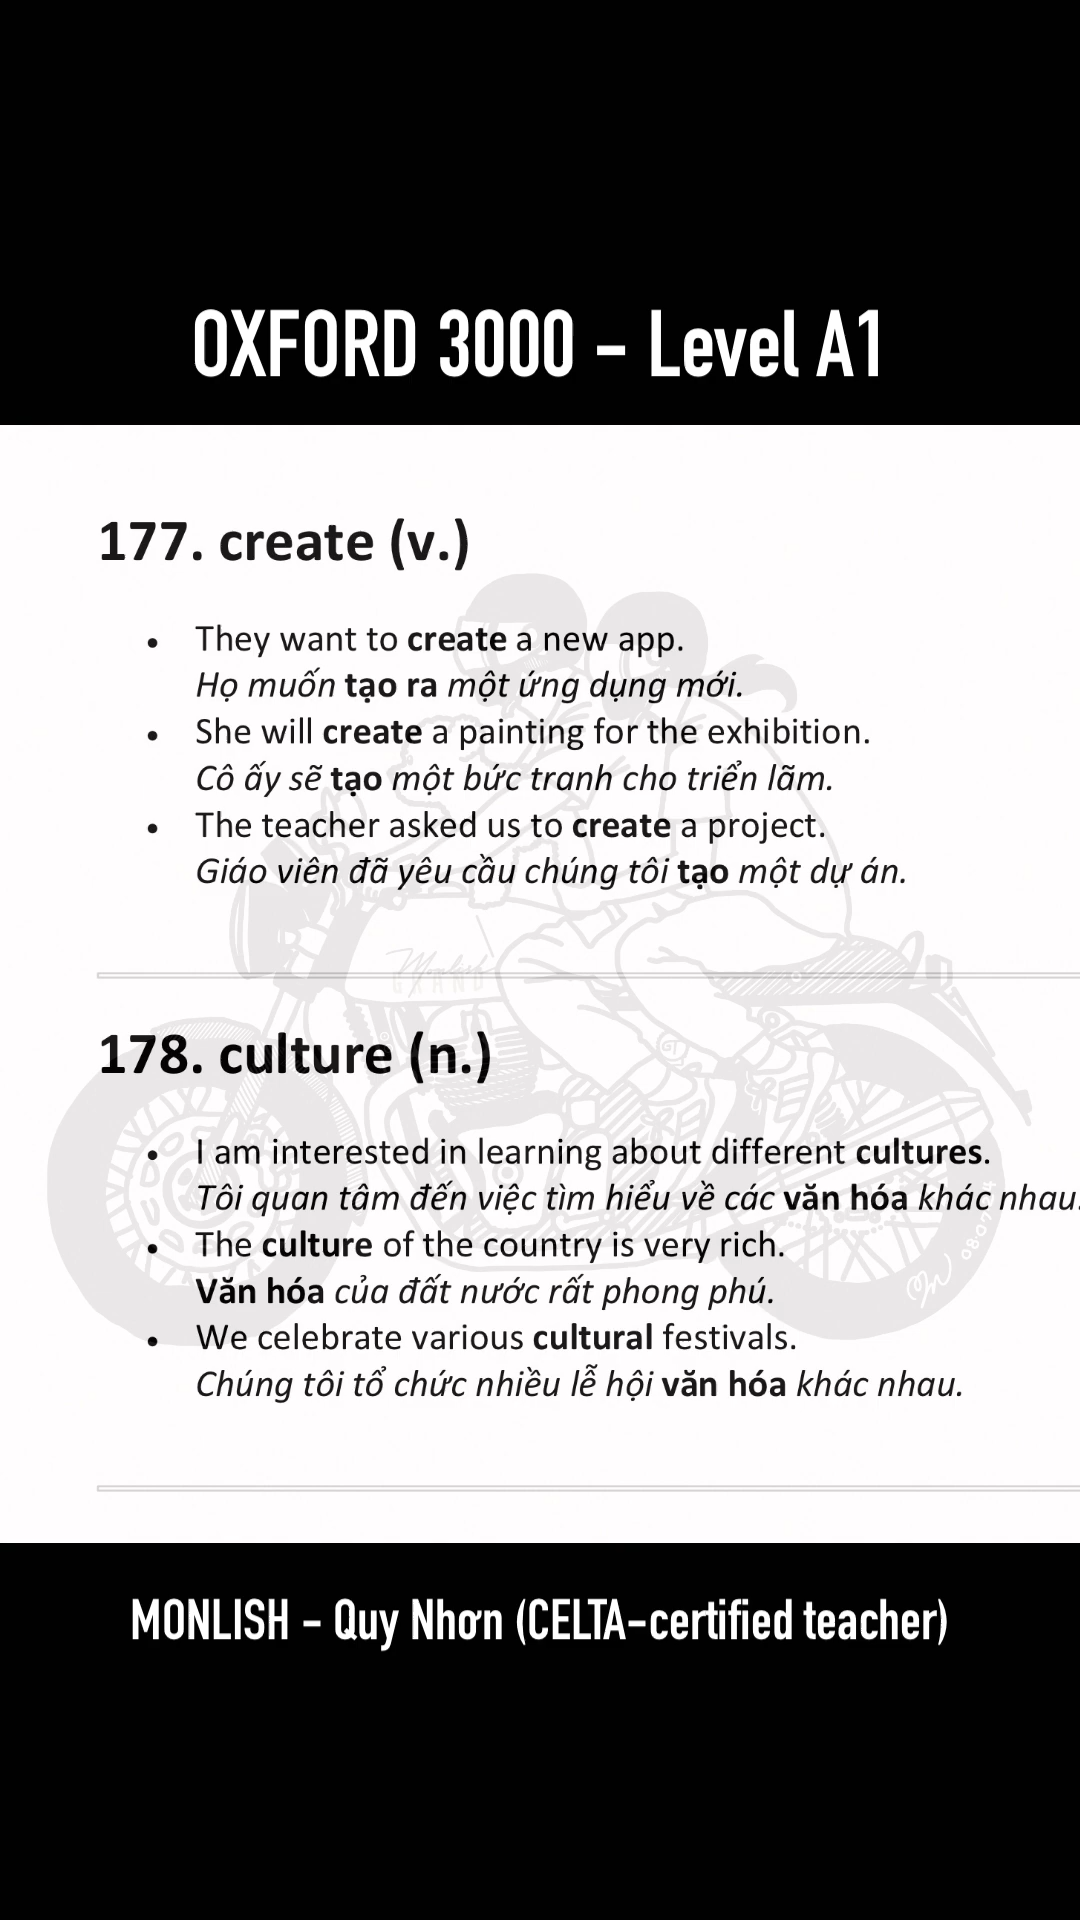 OXFORD 3000 - Level A1
177. create (v.)
• They want to create a new app.
Họ muốn tạo ra một ứng dụng mới.
• She will create a painting for the exhibition.
Cô ấy sẽ tạo một bức tranh cho triển lãm.
• The teacher asked us to create a project.
Giáo viên đã yêu cầu chúng tôi tạo một dự án.
Monlish
GRAND
178. culture (n.)
GT
• I am interested in learning about different cultures.
Tôi quan tâm đến việc tìm hiểu về các văn hóa khác nhau.
• The culture of the country is very rich.
Văn hóa của đất nước rất phong phú.
• We celebrate various cultural festivals.
Chúng tôi tổ chức nhiều lễ hội văn hóa khác nhau.
MONLISH - Quy Nhơn (CELTA-certified teacher)